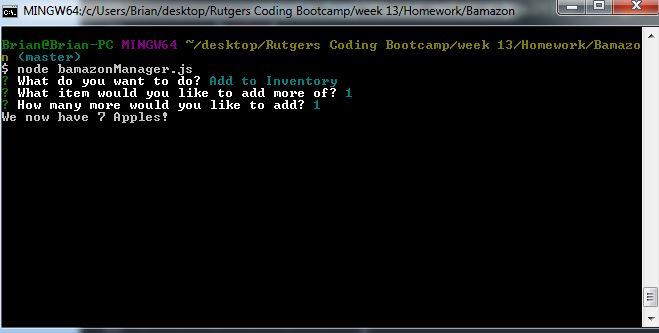 MINGW64:/c/Users/Brian/desktop/Rutgers Coding Bootcamp/week 13/Homework/Bamazon
Brian@Brian-PC MINGW64 ~/desktop/Rutgers Coding Bootcamp/week 13/Homework/Bamazo
n (master)
$ node bamazonManager.js
? What do you want to do? Add to Inventory
? What item would you like to add more of? 1
? How many more would you like to add? 1
We now have 7 Apples!